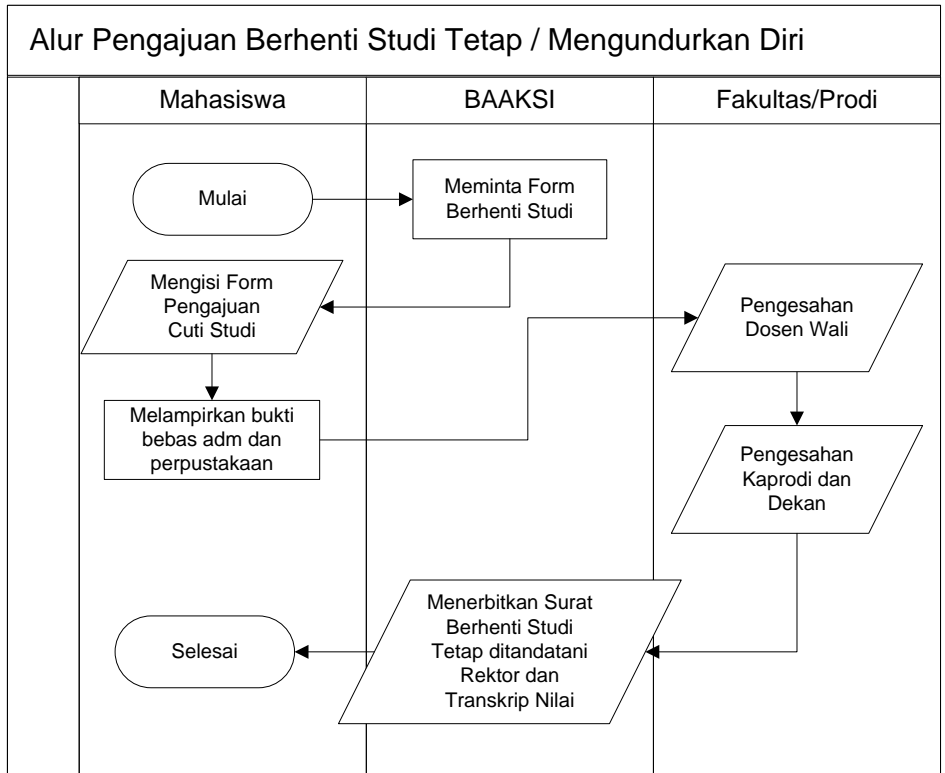 Alur Pengajuan Berhenti Studi Tetap / Mengundurkan Diri
Mahasiswa
BAAKSI
Fakultas/Prodi
Mulai
Meminta Form
Berhenti Studi
Mengisi Form
Pengajuan
Cuti Studi
Melampirkan bukti
bebas adm dan
perpustakaan
Pengesahan
Dosen Wali
Pengesahan
Kaprodi dan
Dekan
Menerbitkan Surat
Berhenti Studi
Tetap ditandatani
Rektor dan
Transkrip Nilai
Selesai